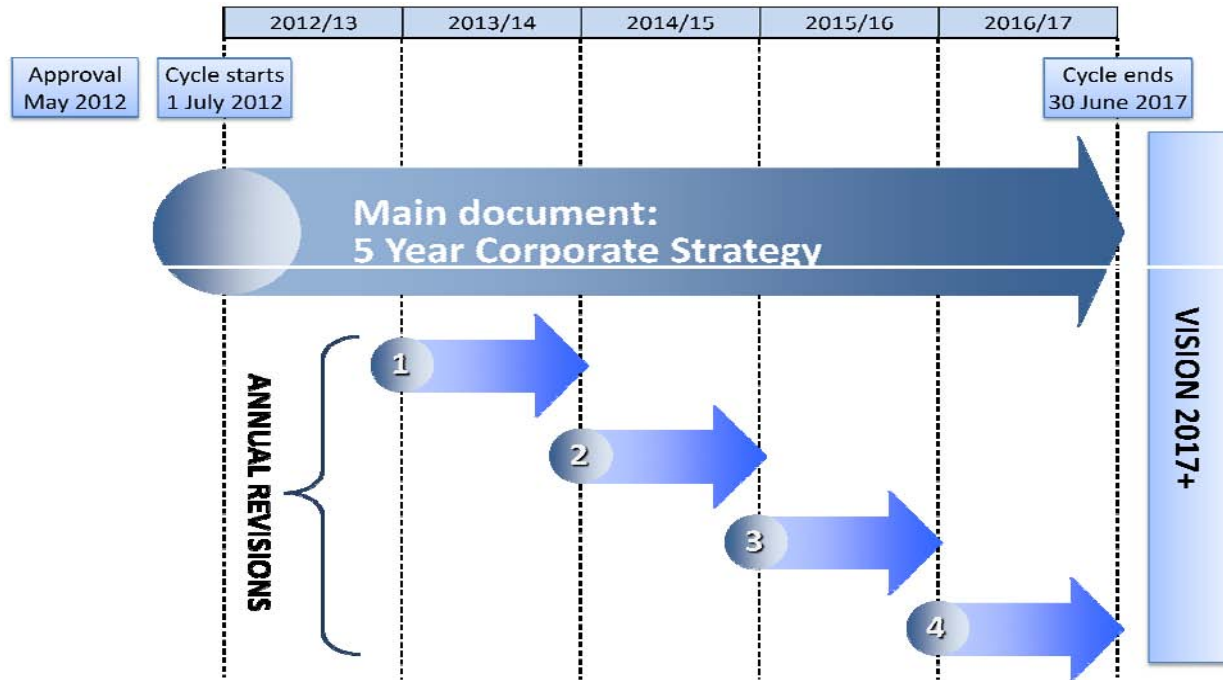 2012/13 2013/14 2014/15 2015/16 2016/17
Approval
May 2012
Cycle starts
1 July 2012
Cycle ends
30 June 2017
Main document:
5 Year Corporate Strategy
ANNUAL REVISIONS
1
2
3
4
VISION 2017+